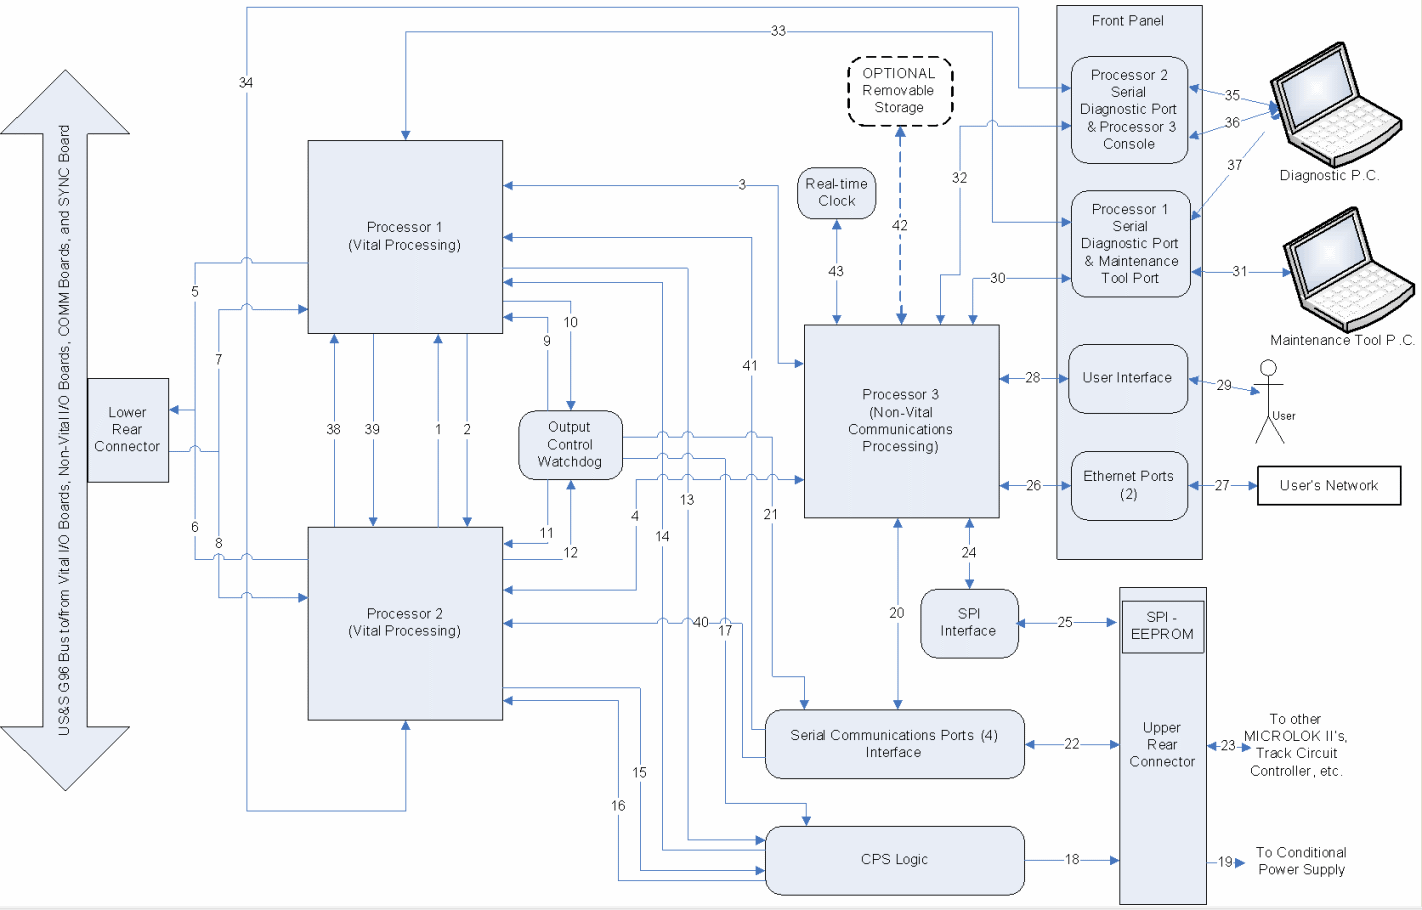 34
33
Front Panel
OPTIONAL
Removable
Storage
Processor 2
Serial
Diagnostic Port
& Processor 3
Console
35
36
37
Diagnostic P.C.
US&S G96 Bus to/from Vital I/O Boards, Non-Vital I/O Boards, COMM Boards, and SYNC Board
Processor 1
(Vital Processing)
3
Real-time
Clock
32
42
43
30
Processor 1
Serial
Diagnostic Port
& Maintenance
Tool Port
31
Maintenance Tool P.C.
5
7
10
9
41
Processor 3
(Non-Vital
Communications
Processing)
28
User Interface
29
User
Lower
Rear
Connector
38
39
1
2
Output
Control
Watchdog
26
Ethernet Ports
(2)
27
User's Network
6
8
11
12
4
13
14
21
24
20
Processor 2
(Vital Processing)
40
17
SPI
Interface
25
SPI -
EEPROM
15
16
Serial Communications Ports (4)
Interface
22
Upper
Rear
Connector
23
To other
MICROLOK II's,
Track Circuit
Controller, etc.
CPS Logic
18
19
To Conditional
Power Supply